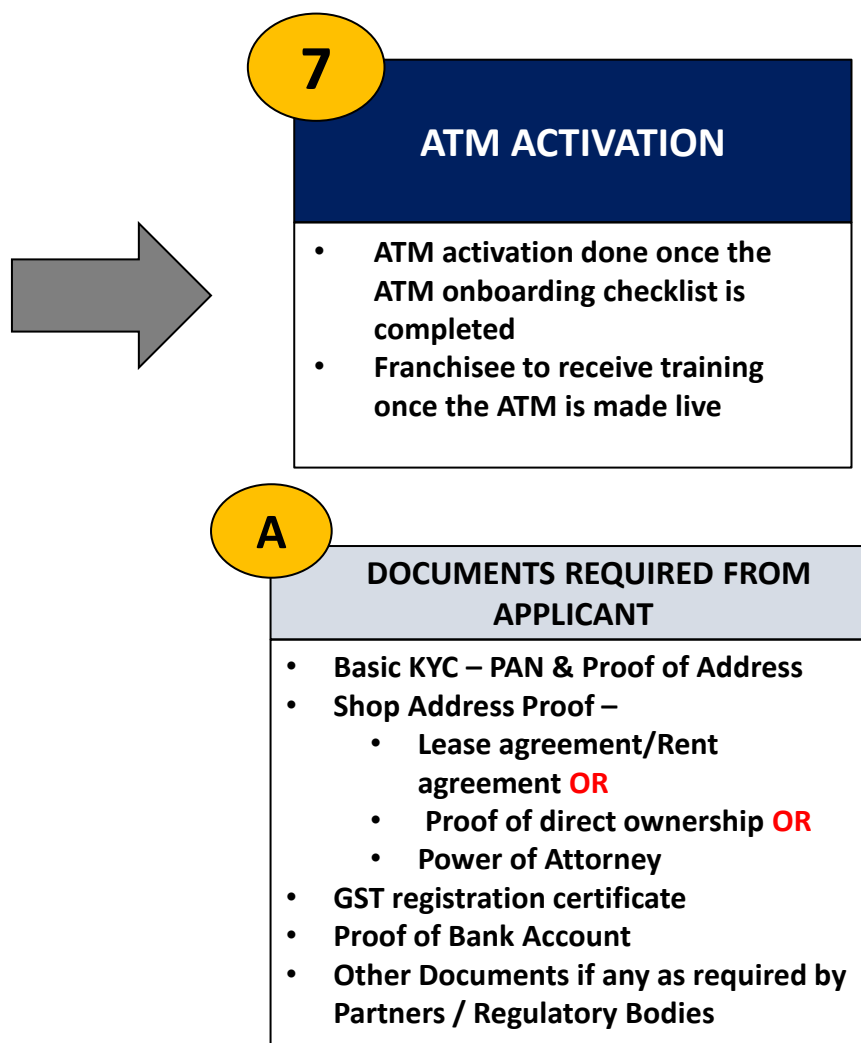 7
ATM ACTIVATION
• ATM activation done once the
ATM onboarding checklist is
completed
• Franchisee to receive training
once the ATM is made live
A
DOCUMENTS REQUIRED FROM
APPLICANT
• Basic KYC – PAN & Proof of Address
• Shop Address Proof –
• Lease agreement/Rent
agreement OR
• Proof of direct ownership OR
• Power of Attorney
• GST registration certificate
• Proof of Bank Account
• Other Documents if any as required by
Partners / Regulatory Bodies